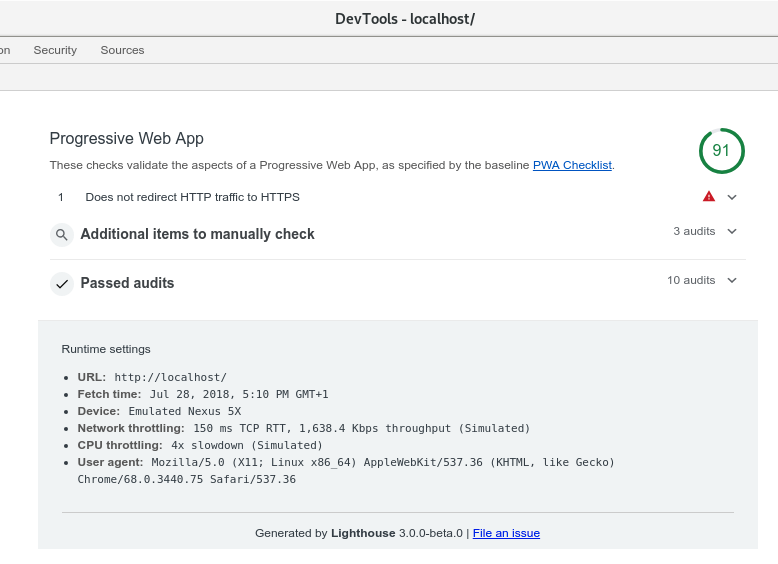 DevTools - localhost/
on Security Sources
Progressive Web App
These checks validate the aspects of a Progressive Web App, as specified by the baseline PWA Checklist.
91
1 Does not redirect HTTP traffic to HTTPS
Additional items to manually check 3 audits
Passed audits 10 audits
Runtime settings
• URL: http://localhost/
• Fetch time: Jul 28, 2018, 5:10 PM GMT+1
• Device: Emulated Nexus 5X
• Network throttling: 150 ms TCP RTT, 1,638.4 Kbps throughput (Simulated)
• CPU throttling: 4x slowdown (Simulated)
• User agent: Mozilla/5.0 (X11; Linux x86_64) AppleWebKit/537.36 (KHTML, like Gecko)
Chrome/68.0.3440.75 Safari/537.36
Generated by Lighthouse 3.0.0-beta.0 | File an issue